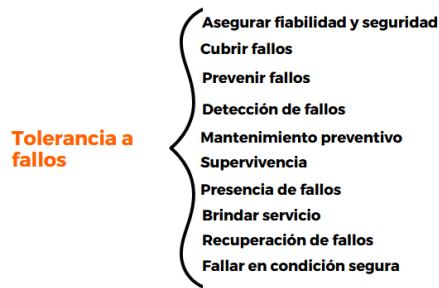 Tolerancia a
fallos
Asegurar fiabilidad y seguridad
Cubrir fallos
Prevenir fallos
Detección de fallos
Mantenimiento preventivo
Supervivencia
Presencia de fallos
Brindar servicio
Recuperación de fallos
Fallar en condición segura